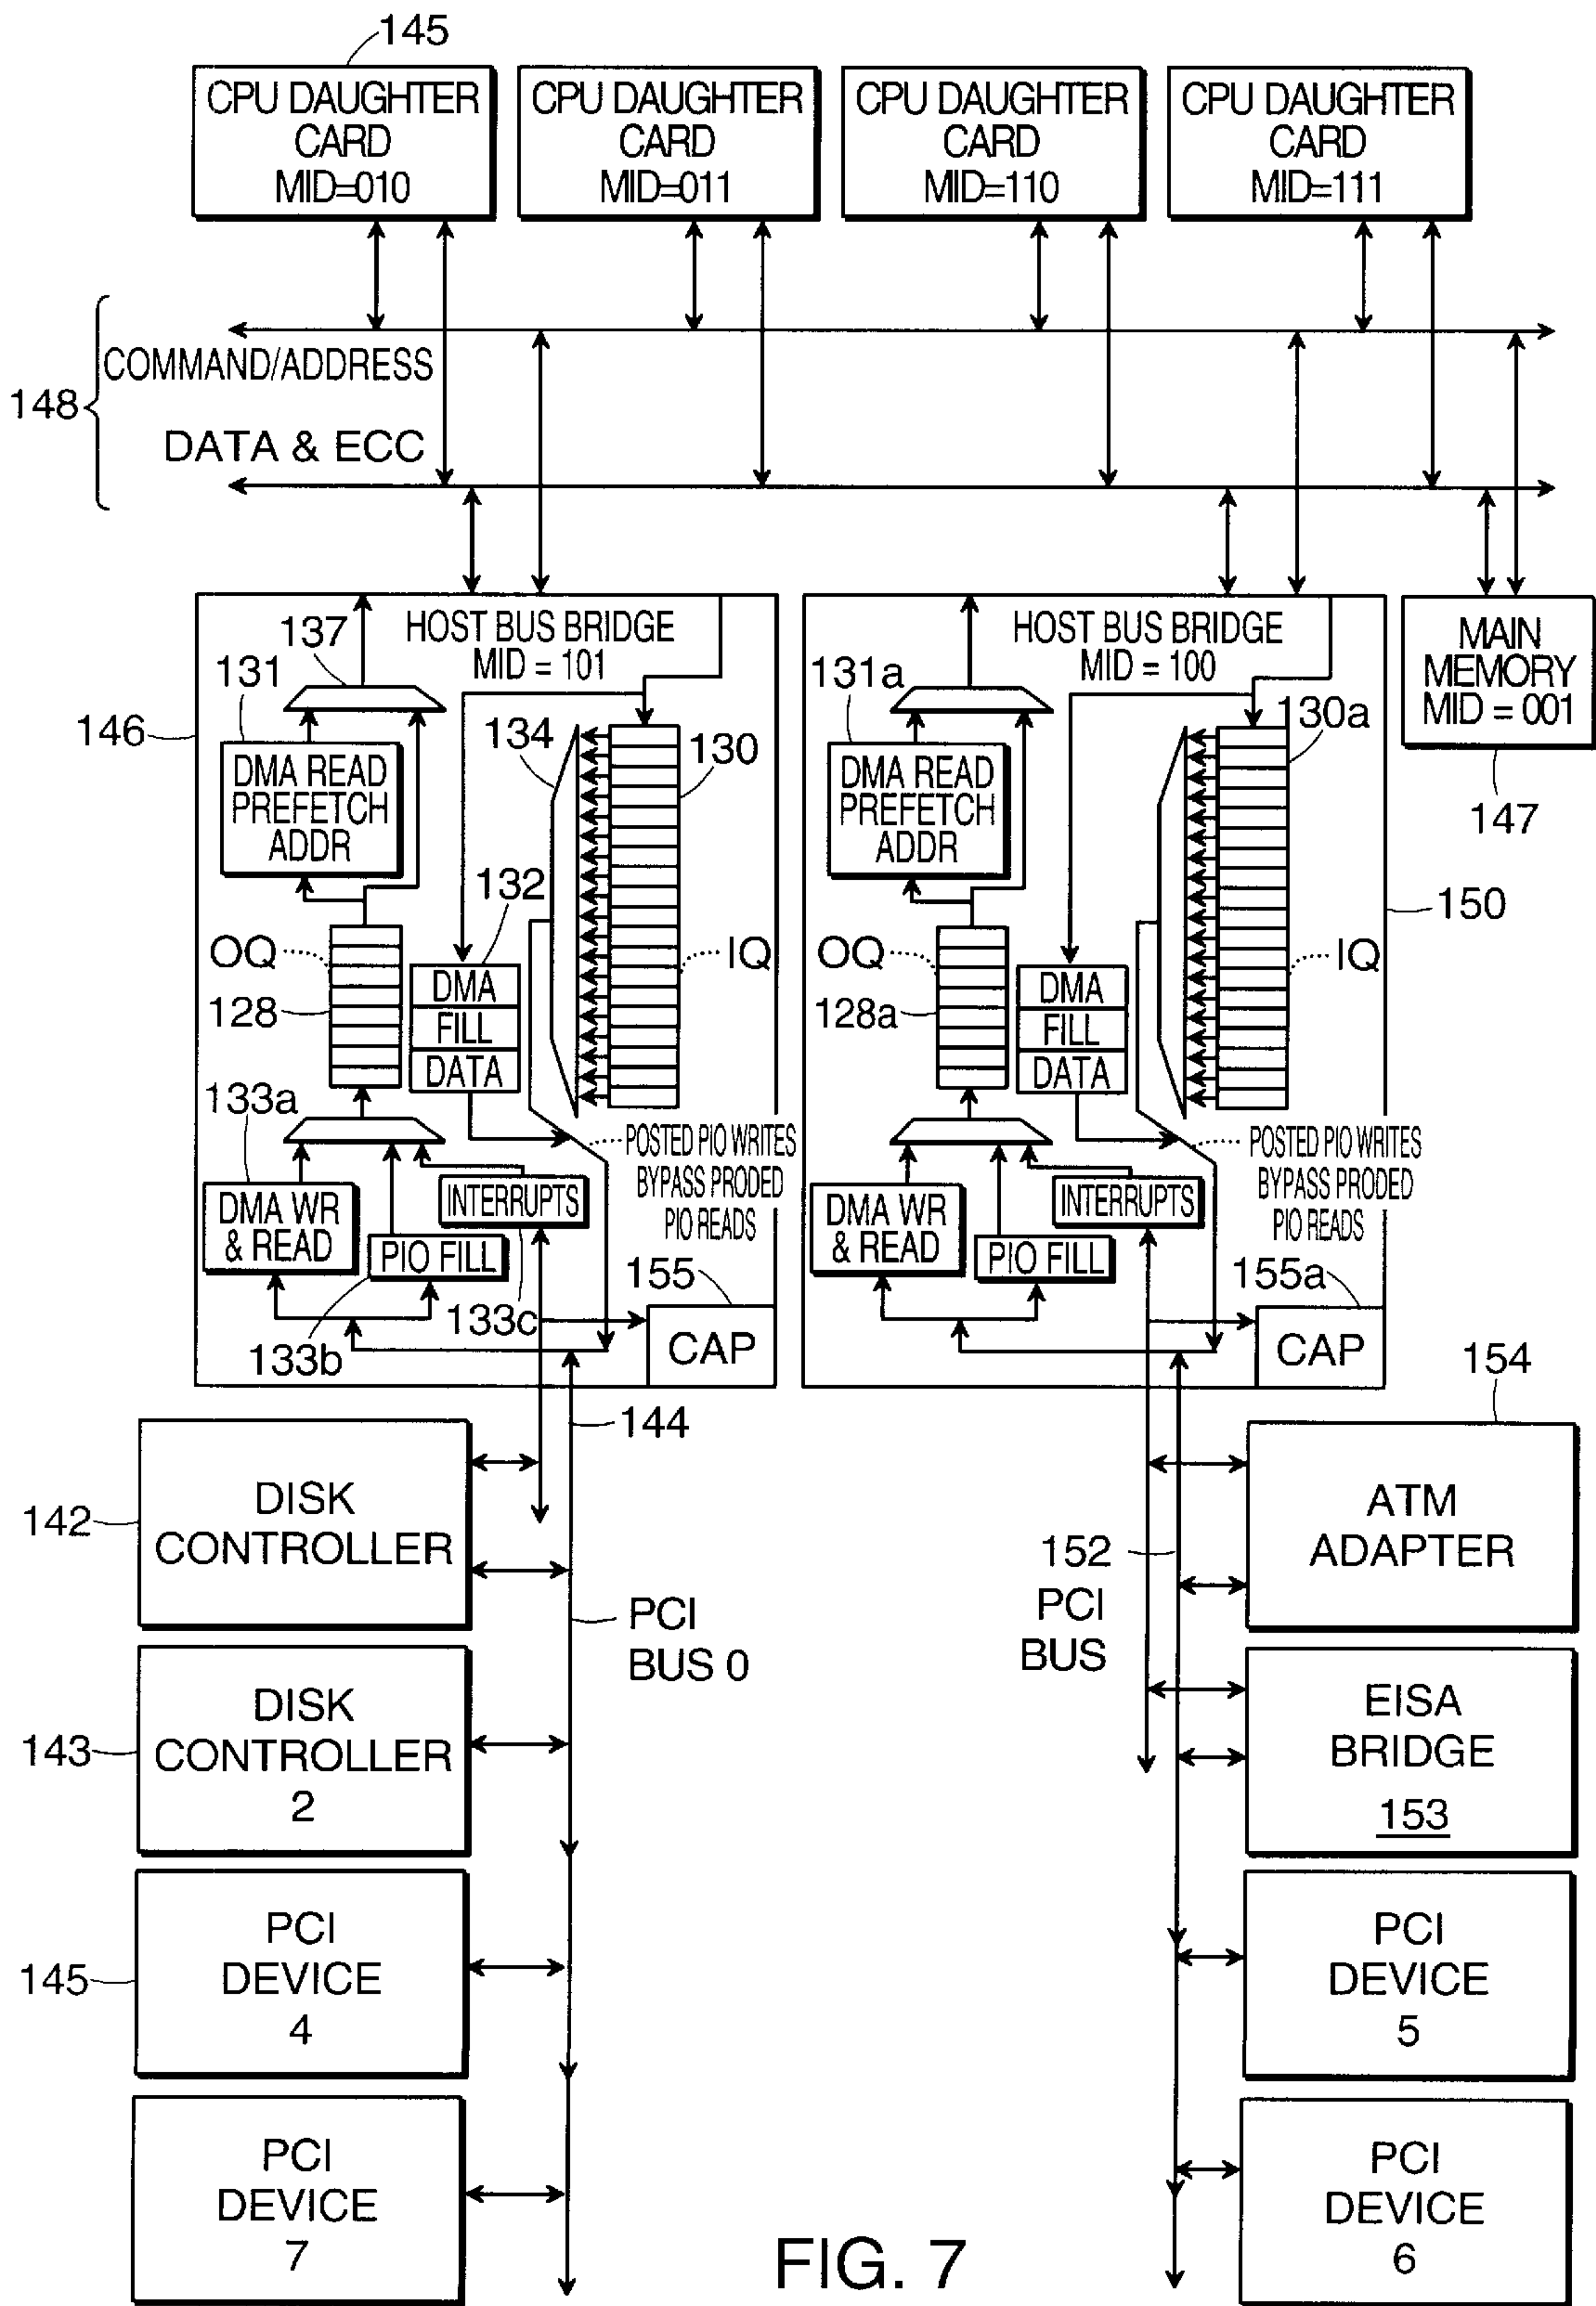 145
CPU DAUGHTER
CARD
MID=010
CPU DAUGHTER
CARD
MID=011
CPU DAUGHTER
CARD
MID=110
CPU DAUGHTER
CARD
MID=111
148
COMMAND/ADDRESS
DATA & ECC
HOST BUS BRIDGE
MID = 101
137
131
146
134
130
DMA READ
PREFETCH
ADDR
132
OQ
IQ
128
DMA
FILL
DATA
133a
POSTED PIO WRITES
BYPASS PRODED
PIO READS
INTERRUPTS
DMA WR
& READ
PIO FILL
155
133c
133b
CAP
HOST BUS BRIDGE
MID = 100
131a
130a
DMA READ
PREFETCH
ADDR
150
OQ
IQ
128a
DMA
FILL
DATA
POSTED PIO WRITES
BYPASS PRODED
PIO READS
INTERRUPTS
DMA WR
& READ
PIO FILL
155a
CAP
MAIN
MEMORY
MID = 001
147
144
154
142
DISK
CONTROLLER
PCI
BUS 0
143
DISK
CONTROLLER
2
145
PCI
DEVICE
4
PCI
DEVICE
7
152
PCI
BUS
ATM
ADAPTER
EISA
BRIDGE
153
PCI
DEVICE
5
PCI
DEVICE
6
FIG. 7